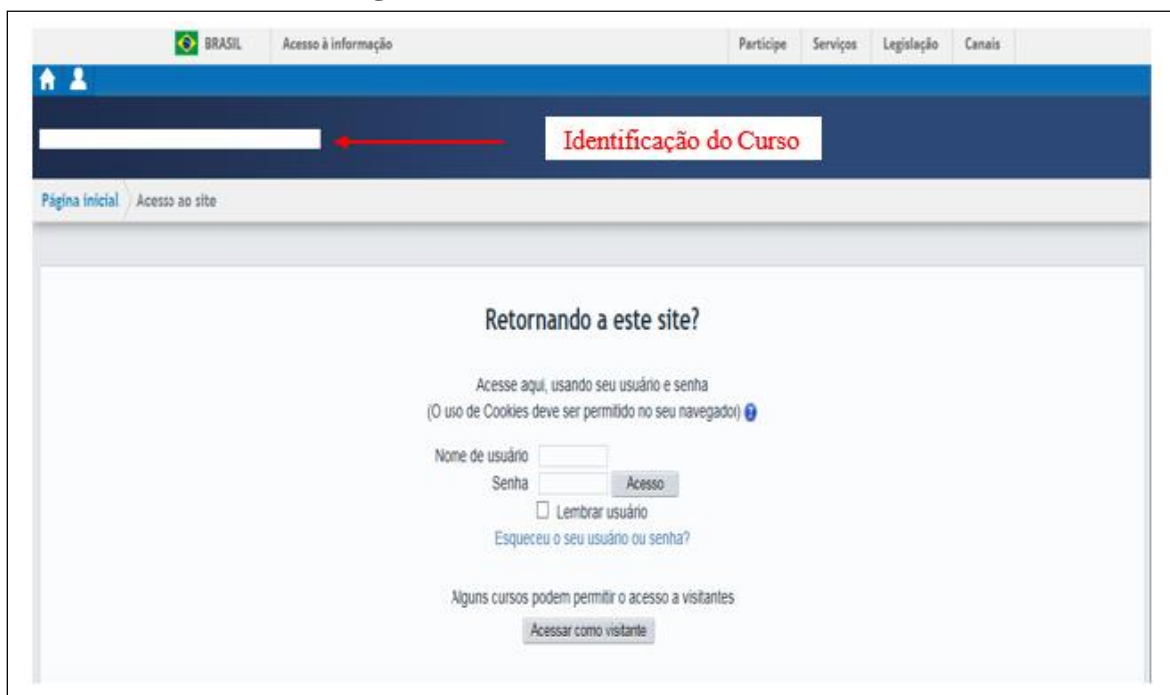 BRASIL Acesso à informação Participe Serviços Legislação Canais
Identificação do Curso
Página inicial Acesso ao site
Retornando a este site?
Acesse aqui, usando seu usuário e senha
(O uso de Cookies deve ser permitido no seu navegador) ?
Nome de usuário
Senha Acesso
Lembrar usuário
Esqueceu o seu usuário ou senha?
Alguns cursos podem permitir o acesso a visitantes
Acessar como visitante